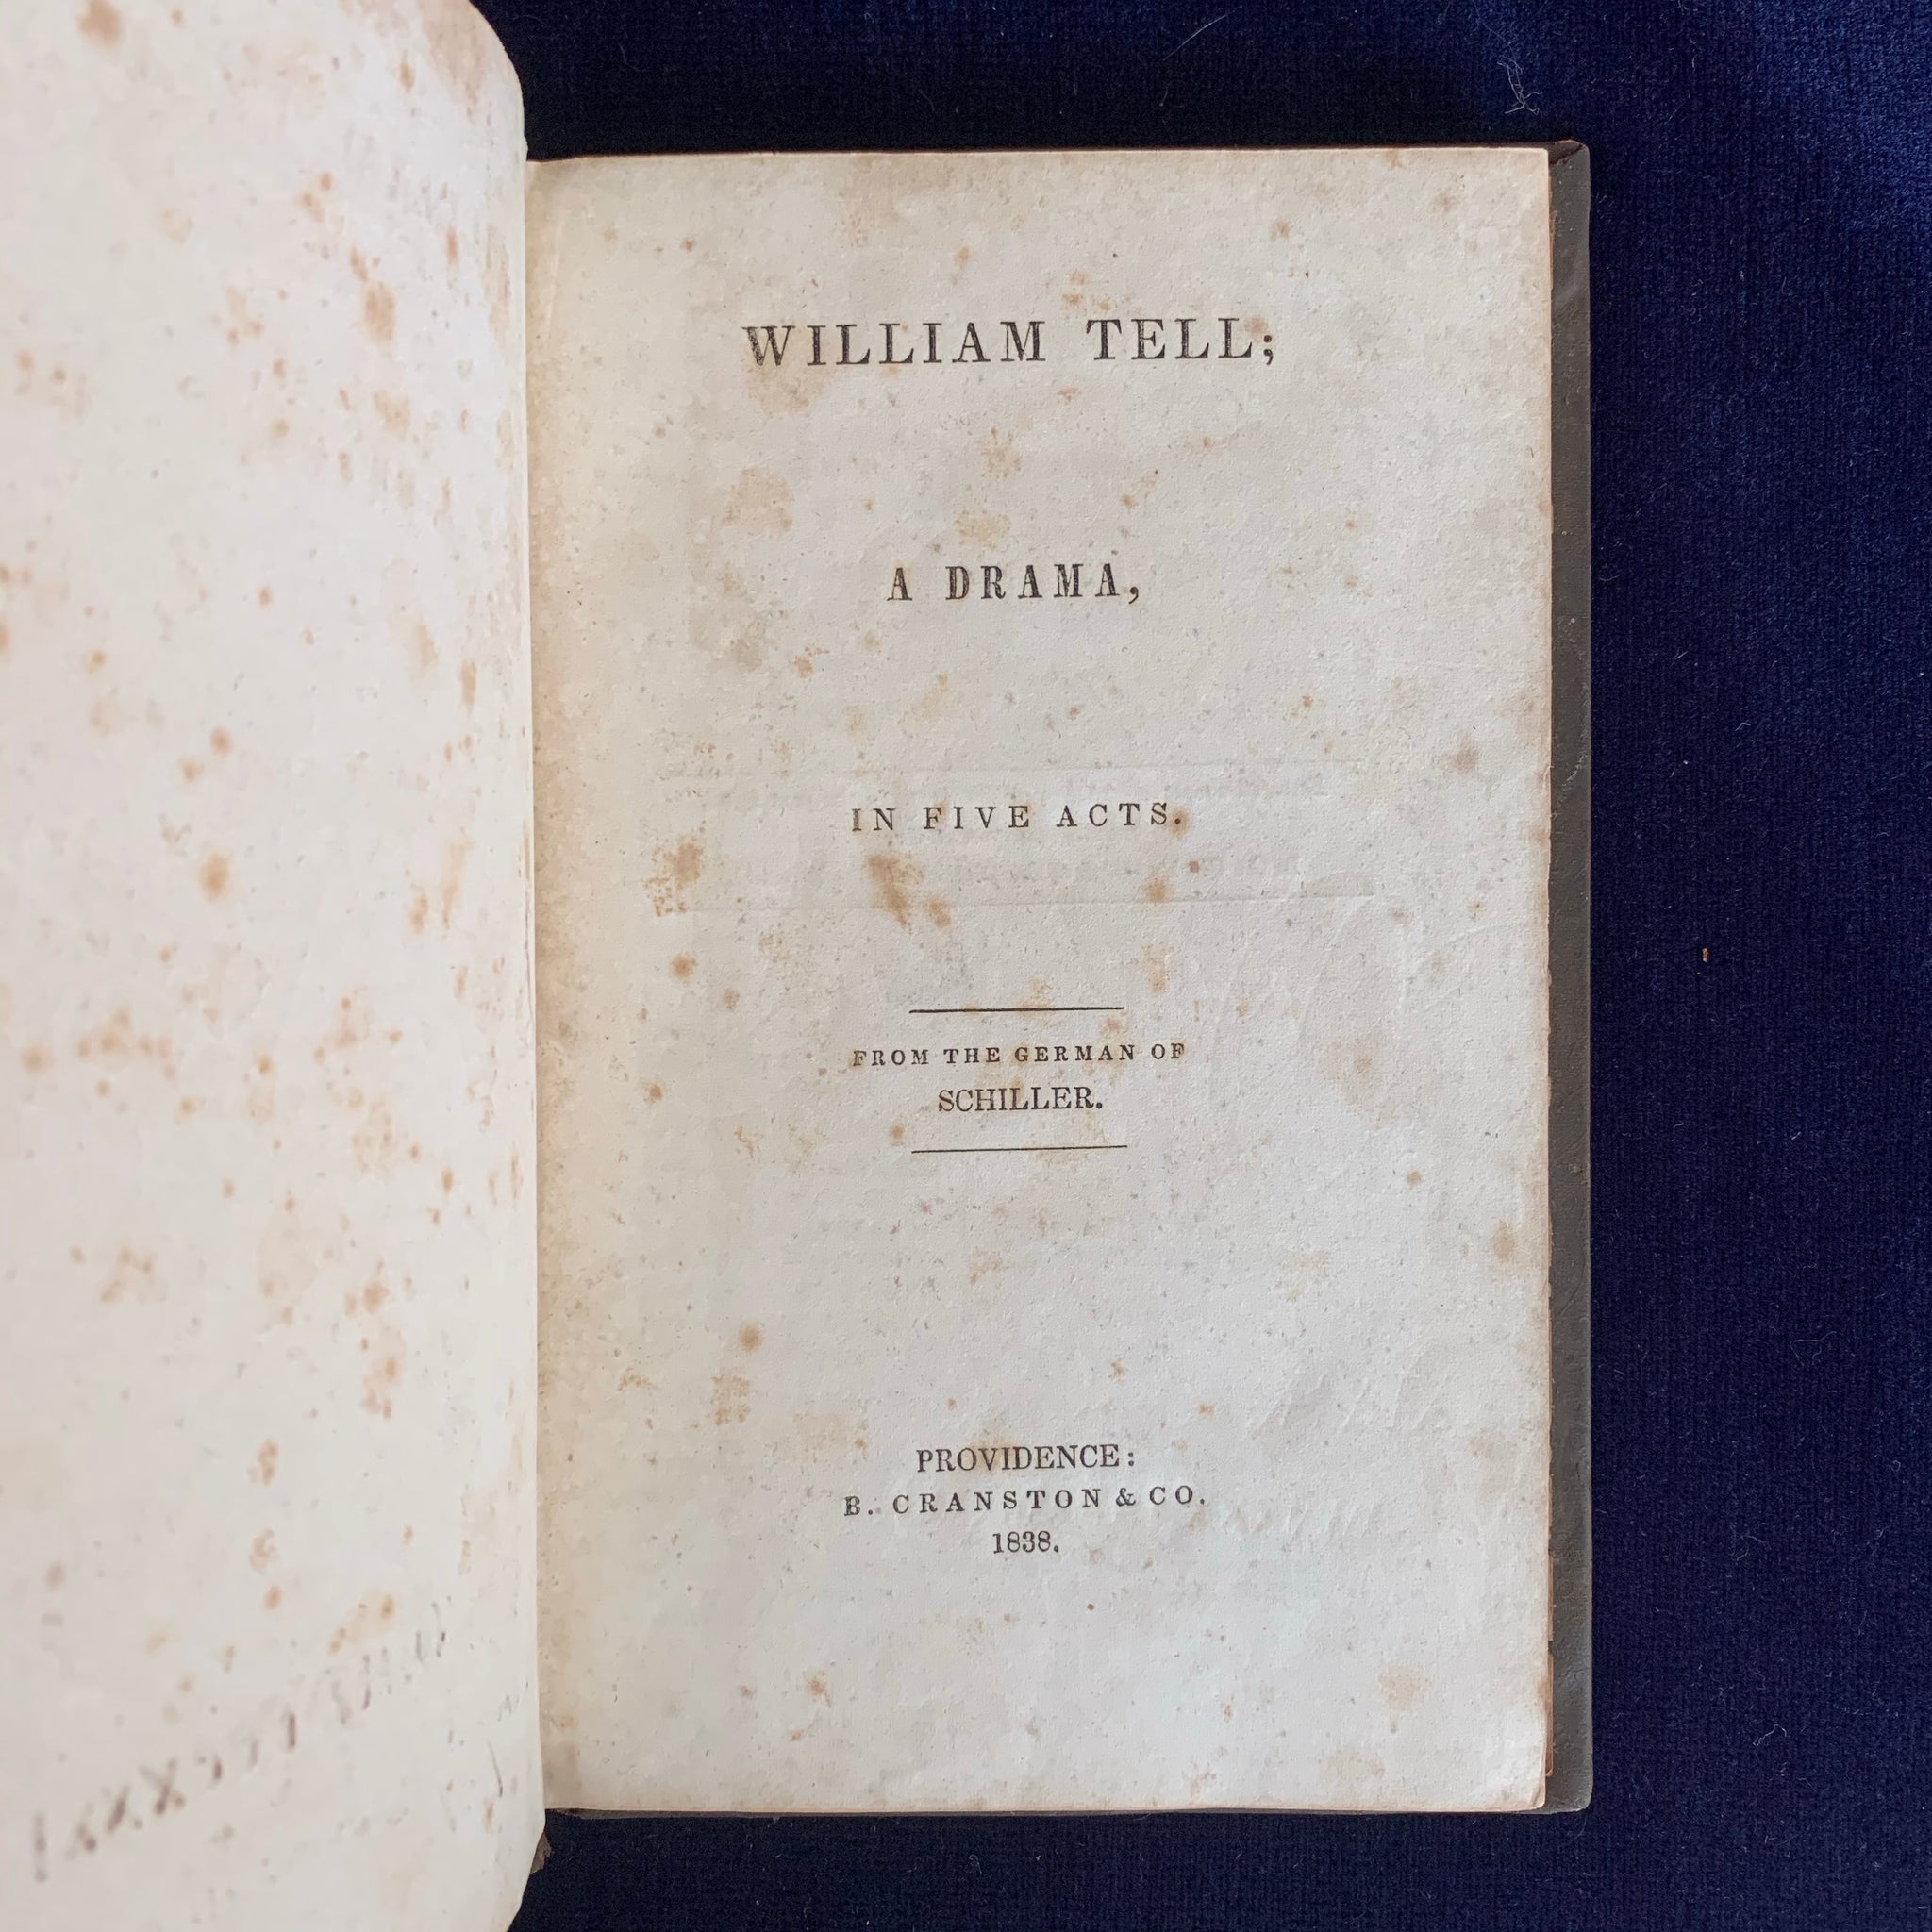 WILLIAM TELL;
A DRAMA,
IN FIVE ACTS.
FROM THE GERMAN OF
SCHILLER.
PROVIDENCE:
B. CRANSTON & CO.
1838.